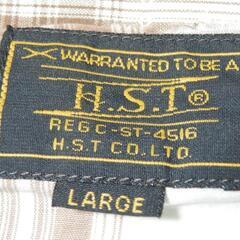 WARRANTED TO BE A
H.S.T®
REG C-ST-4516
H.S.T CO. LTD.
LARGE